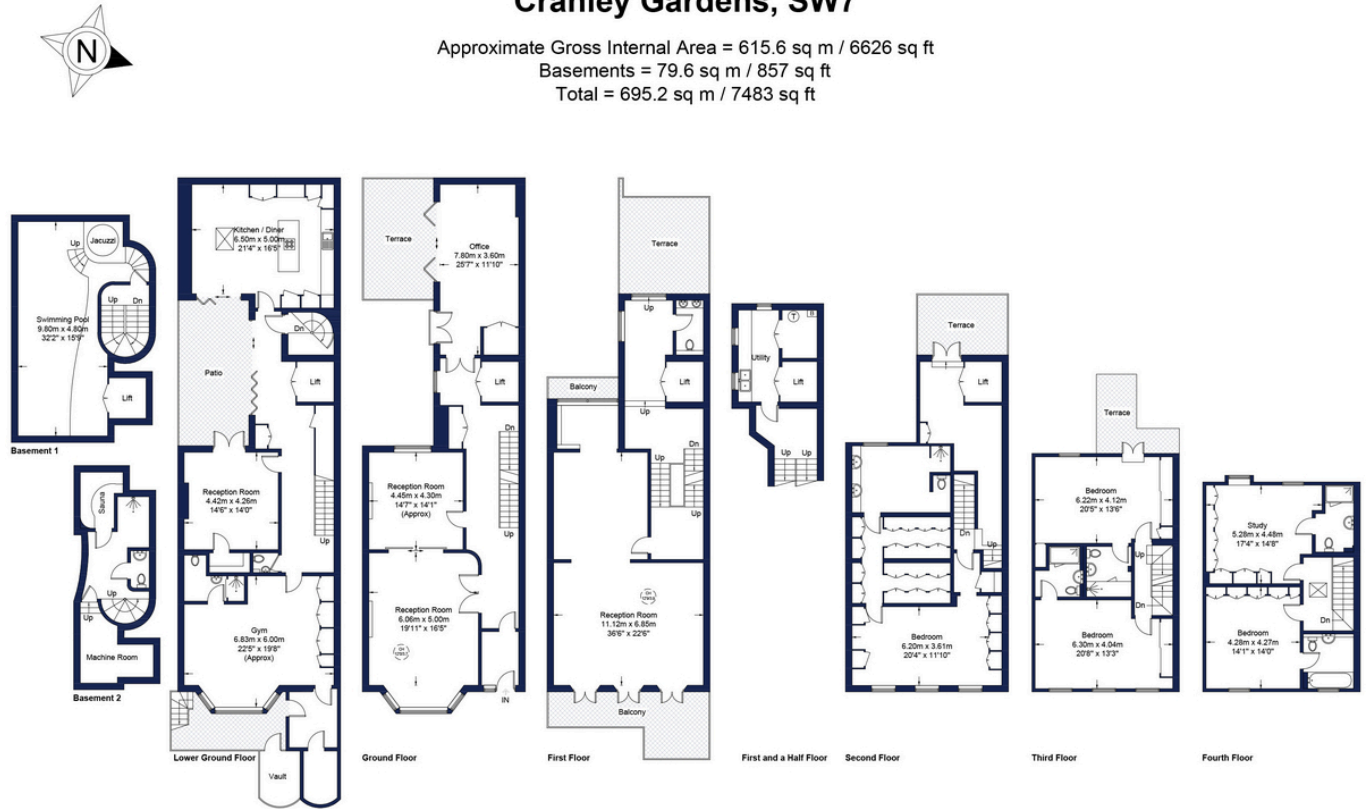 Cranley Gardens, SW7
N
Approximate Gross Internal Area = 615.6 sq m / 6626 sq ft
Basements = 79.6 sq m / 857 sq ft
Total = 695.2 sq m / 7483 sq ft
Up
Jacuzzi
Up
Dn
Swimming Pool
9.80m x 4.80m
32'2" x 15'9"
Lift
Basement 1
Sauna
Up
Up
Machine Room
Basement 2
Kitchen / Diner
6.50m x 5.00m
21'4" x 16'5"
Dn
Patio
Lift
Reception Room
4.42m x 4.26m
14'6" x 14'0"
Up
Gym
6.83m x 6.00m
22'5" x 19'8"
(Approx)
Lower Ground Floor
Vault
Terrace
Office
7.80m x 3.60m
25'7" x 11'10"
Lift
Dn
Reception Room
4.45m x 4.30m
14'7" x 14'1"
(Approx)
Up
Reception Room
6.06m x 5.00m
19'11" x 16'5"
IN
Ground Floor
Terrace
Up
Lift
Balcony
Up
Dn
Up
Up
Reception Room
11.12m x 6.85m
36'6" x 22'6"
Balcony
First Floor
T
Utility
Lift
Up
Up
First and a Half Floor
Terrace
Lift
Dn
Up
Bedroom
6.20m x 3.61m
20'4" x 11'10"
Second Floor
Terrace
Bedroom
6.22m x 4.12m
20'5" x 13'6"
Up
Dn
Bedroom
6.30m x 4.04m
20'8" x 13'3"
Third Floor
Study
5.28m x 4.48m
17'4" x 14'8"
Dn
Bedroom
4.28m x 4.27m
14'1" x 14'0"
Fourth Floor